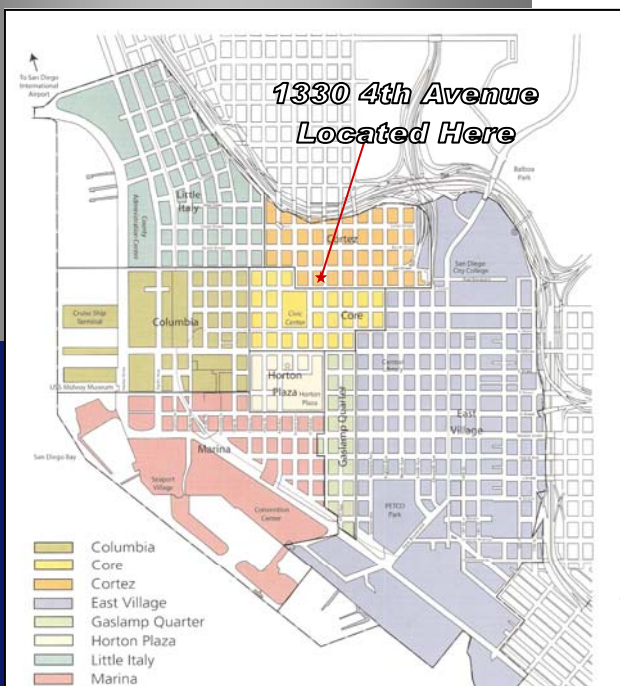 To San Diego
International
Airport
1330 4th Avenue
Located Here
Balboa
Park
Little
Italy
County
Administration Center
Cortez
San Diego
City College
Cruise Ship
Terminal
Columbia
Civic
Center
Core
USS Midway Museum
Horton
Plaza
Horton
Plaza
Gaslamp Quarter
East
Village
Marina
San Diego Bay
Seaport
Village
Convention
Center
PETCO
Park
Columbia
Core
Cortez
East Village
Gaslamp Quarter
Horton Plaza
Little Italy
Marina